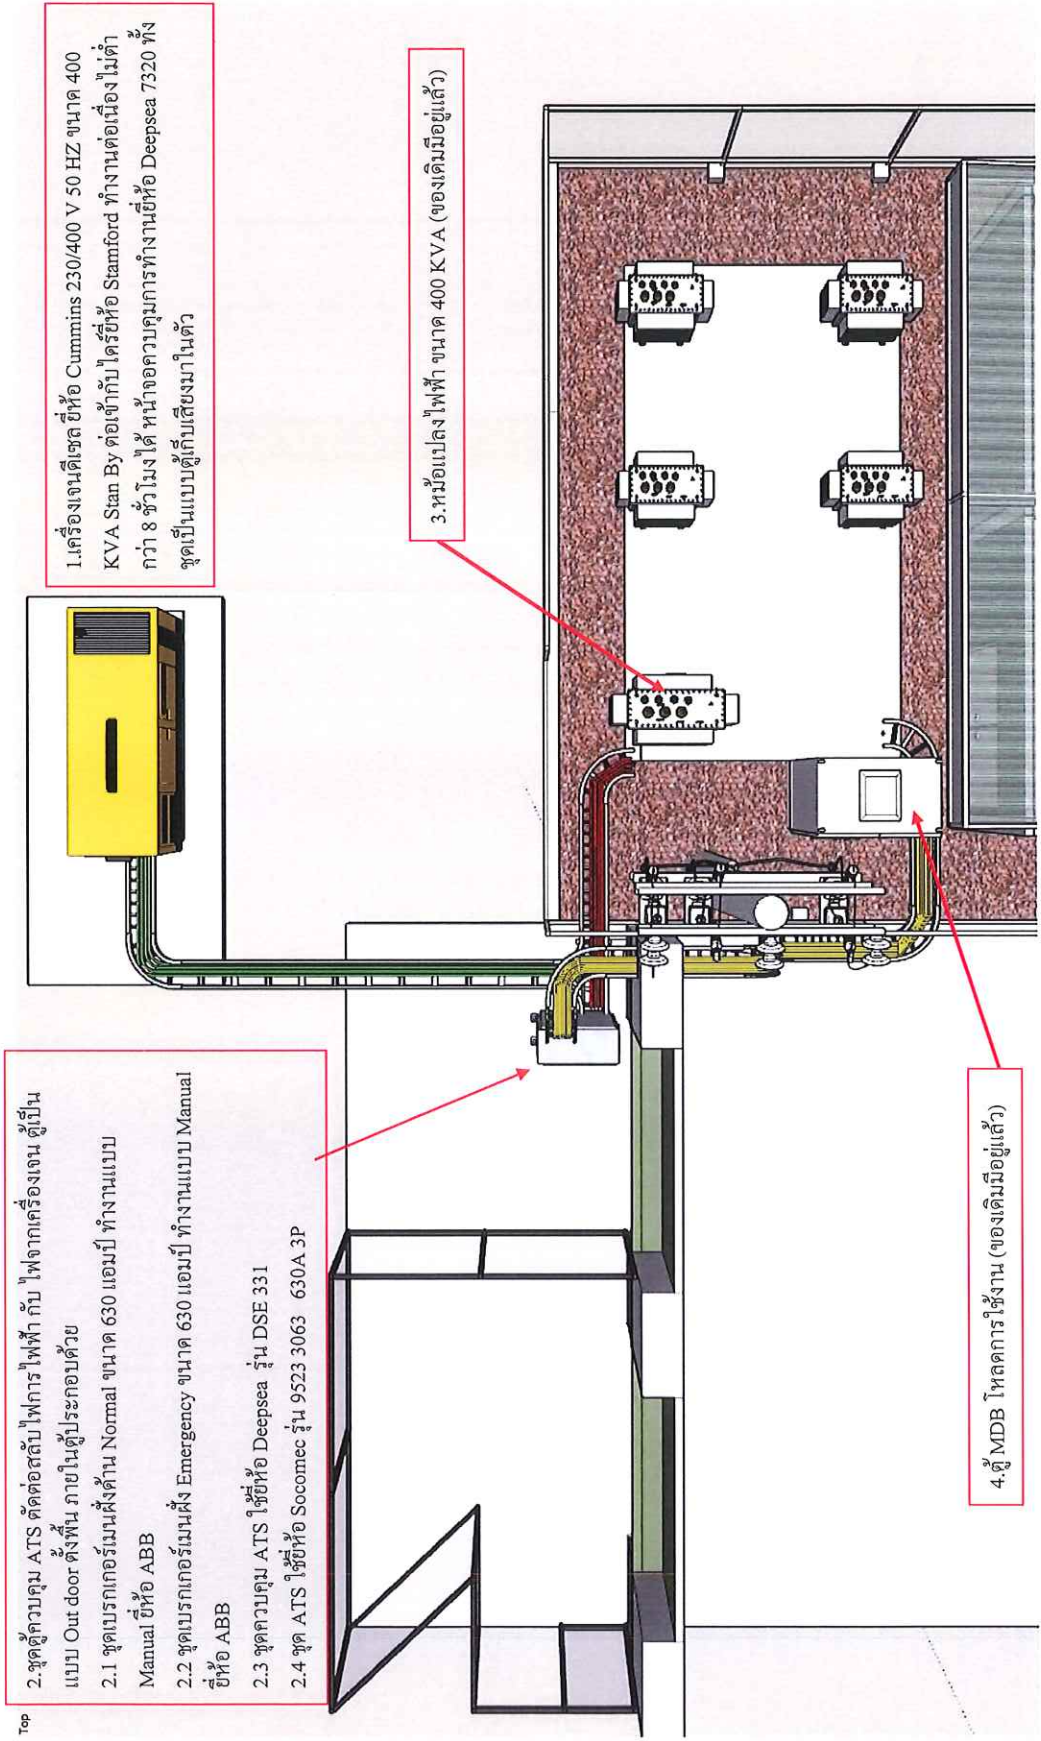 Top
2.ชุดตู้ควบคุม ATS ตัดต่อสลับไฟการไฟฟ้า กับ ไฟจากเครื่องเจน ตู้เป็น
แบบ Out door ตั้งพื้น ภายในตู้ประกอบด้วย
2.1 ชุดเบรกเกอร์เมนฝั่งด้าน Normal ขนาด 630 แอมป์ ทำงานแบบ
Manual ยี่ห้อ ABB
2.2 ชุดเบรกเกอร์เมนฝั่ง Emergency ขนาด 630 แอมป์ ทำงานแบบ Manual
ยี่ห้อ ABB
2.3 ชุดควบคุม ATS ใช้ยี่ห้อ Deepsea รุ่น DSE 331
2.4 ชุด ATS ใช้ยี่ห้อ Socomec รุ่น 9523 3063 630A 3P
1.เครื่องเจนดีเซล ยี่ห้อ Cummins 230/400 V 50 HZ ขนาด 400
KVA Stan By ต่อเข้ากับไดร์ยี่ห้อ Stamford ทำงานต่อเนื่องไม่ต่ำ
กว่า 8 ชั่วโมงได้ หน้าจอควบคุมการทำงานยี่ห้อ Deepsea 7320 ทั้ง
ชุดเป็นแบบตู้เก็บเสียงมาในตัว
3.หม้อแปลงไฟฟ้า ขนาด 400 KVA (ของเดิมมีอยู่แล้ว)
4.ตู้ MDB โหลดการใช้งาน (ของเดิมมีอยู่แล้ว)